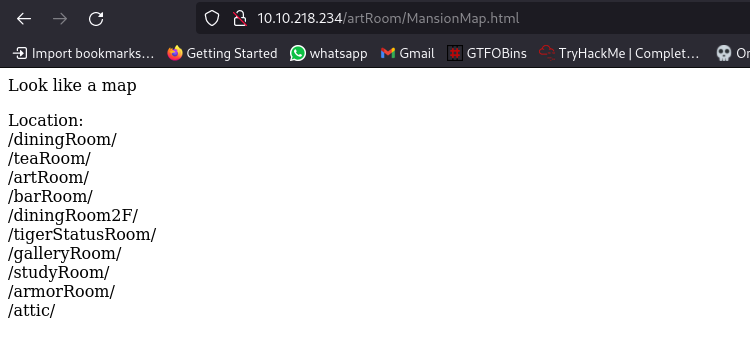 10.10.218.234/artRoom/MansionMap.html
Import bookmarks... Getting Started whatsapp Gmail GTFOBins TryHackMe | Complet...
Look like a map
Location:
/diningRoom/
/teaRoom/
/artRoom/
/barRoom/
/diningRoom2F/
/tigerStatusRoom/
/galleryRoom/
/studyRoom/
/armorRoom/
/attic/